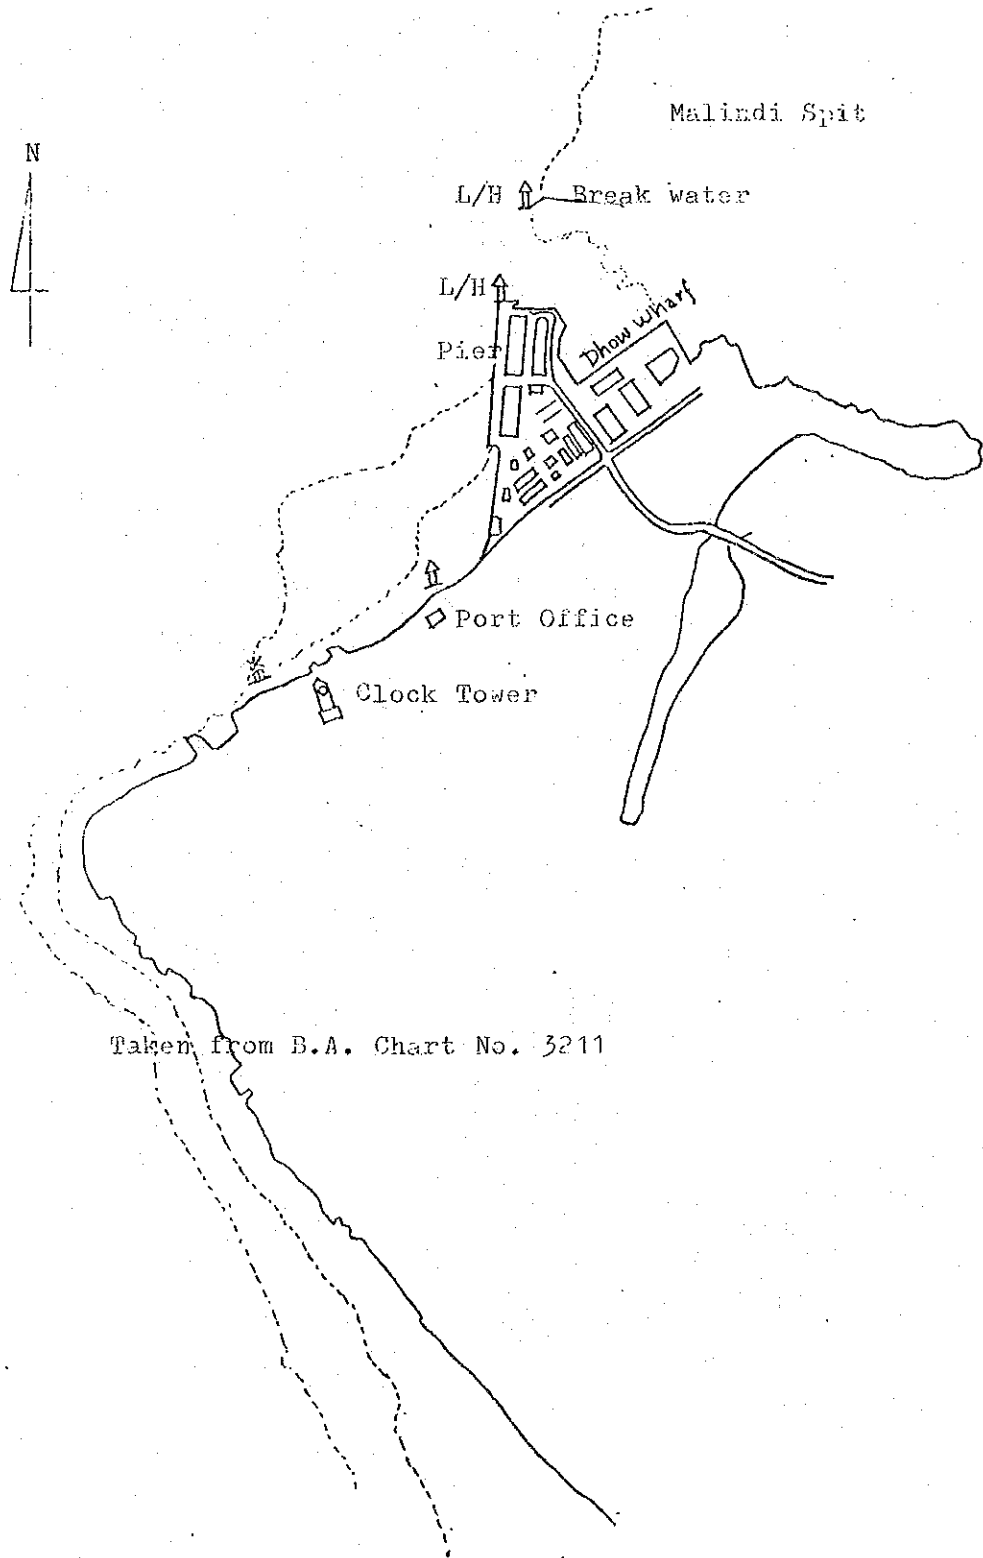 Malindi Spit
N
L/H
Break water
L/H
Dhow Wharf
Pier
Port Office
Clock Tower
Taken from B.A. Chart No. 3211